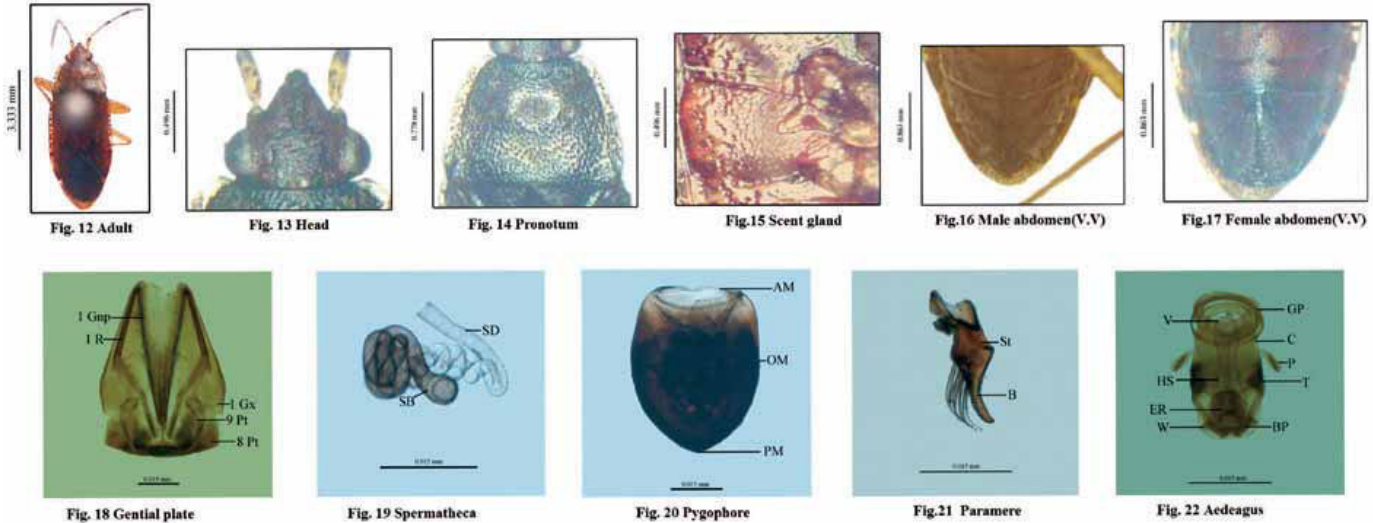 3.333 mm
0.496 mm
0.778 mm
0.496 mm
0.863 mm
0.863 mm
Fig. 12 Adult
Fig. 13 Head
Fig. 14 Pronotum
Fig.15 Scent gland
Fig.16 Male abdomen(V.V)
Fig.17 Female abdomen(V.V)
1 Gnp
1 R
1 Gx
9 Pt
8 Pt
SD
SB
AM
OM
PM
St
B
V
GP
C
P
HS
T
ER
W
BP
Fig. 18 Gential plate
Fig. 19 Spermatheca
Fig. 20 Pygophore
Fig.21 Paramere
Fig. 22 Aedeagus